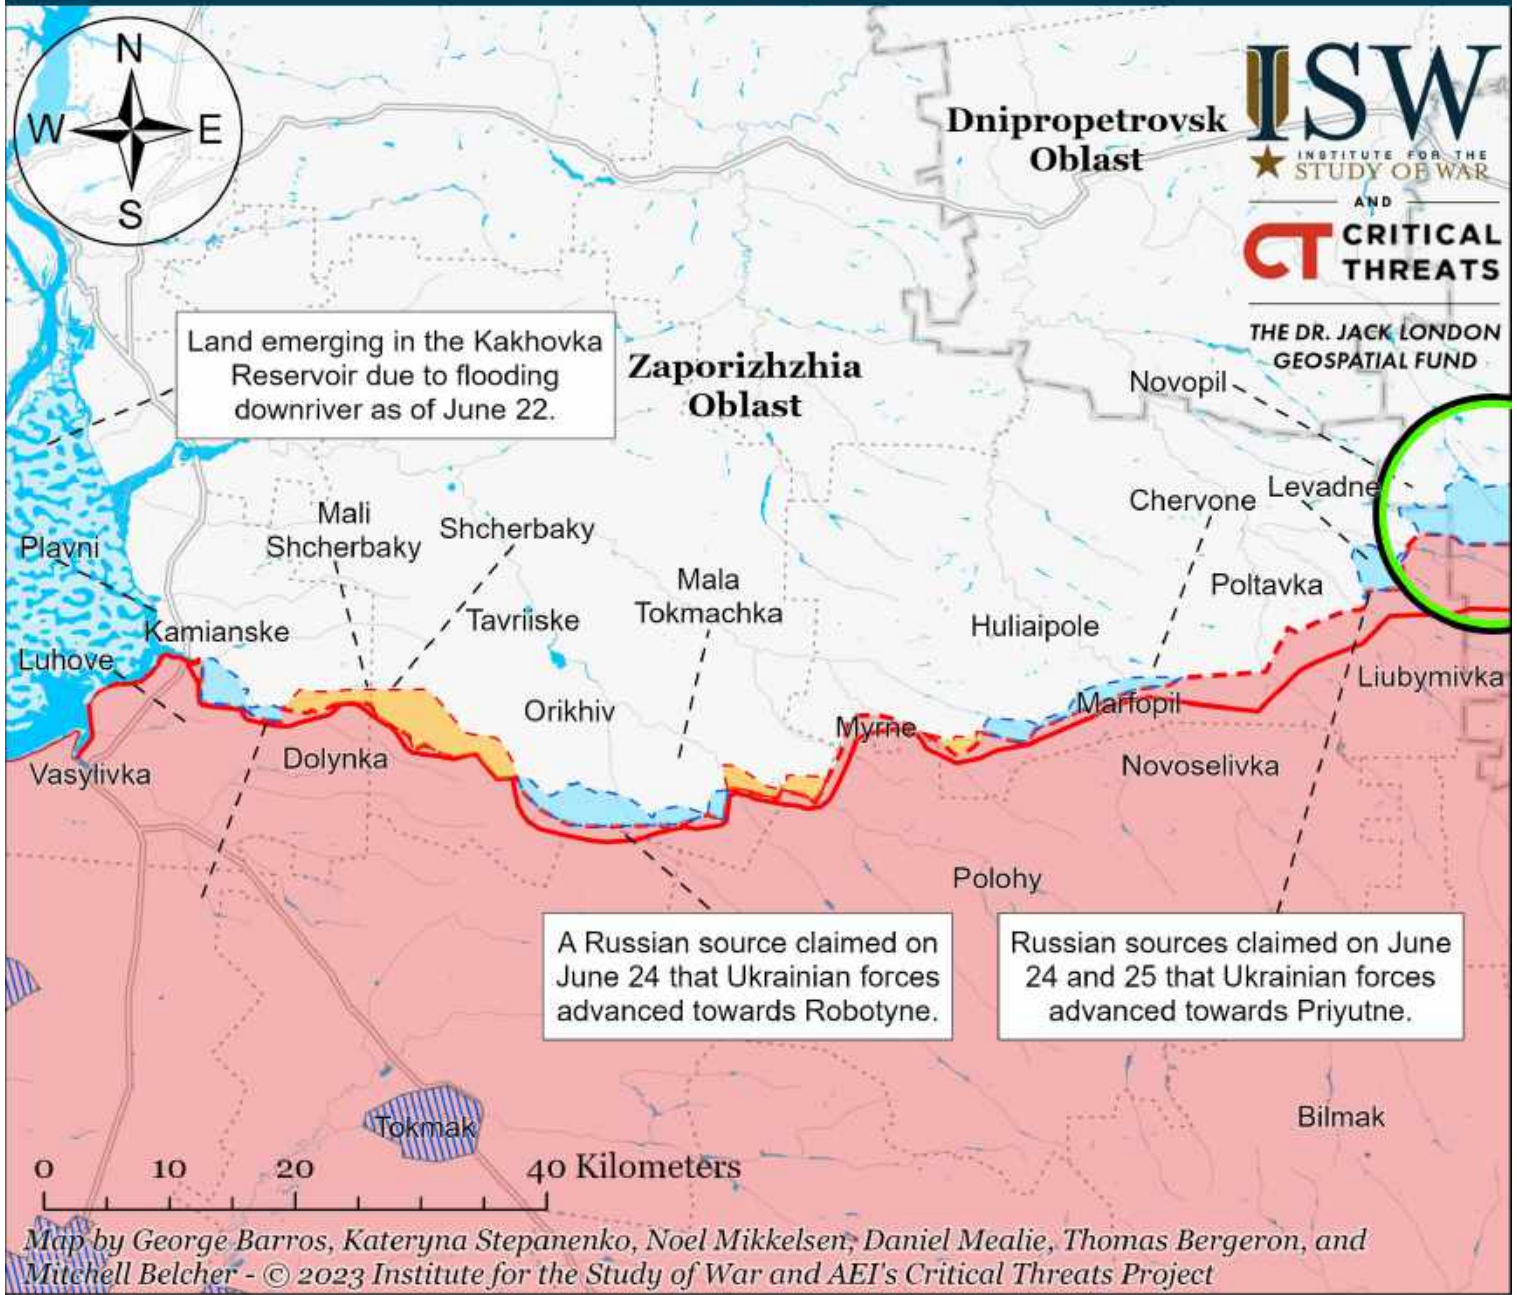 N
W
E
S
Dnipropetrovsk
Oblast
ISW
INSTITUTE FOR THE
STUDY OF WAR
AND
CT CRITICAL
THREATS
THE DR. JACK LONDON
GEOSPATIAL FUND
Land emerging in the Kakhovka
Reservoir due to flooding
downriver as of June 22.
Zaporizhzhia
Oblast
Novopil
Levadne
Chervone
Mali
Shcherbaky
Shcherbaky
Plavni
Mala
Tokmachka
Poltavka
Tavriiske
Huliaipole
Kamianske
Luhove
Liubymivka
Orikhiv
Marfopil
Myrne
Dolynka
Vasylivka
Novoselivka
Polohy
A Russian source claimed on
June 24 that Ukrainian forces
advanced towards Robotyne.
Russian sources claimed on June
24 and 25 that Ukrainian forces
advanced towards Priyutne.
Tokmak
Bilmak
0 10 20 40 Kilometers
Map by George Barros, Kateryna Stepanenko, Noel Mikkelsen, Daniel Mealie, Thomas Bergeron, and
Mitchell Belcher - © 2023 Institute for the Study of War and AEI's Critical Threats Project